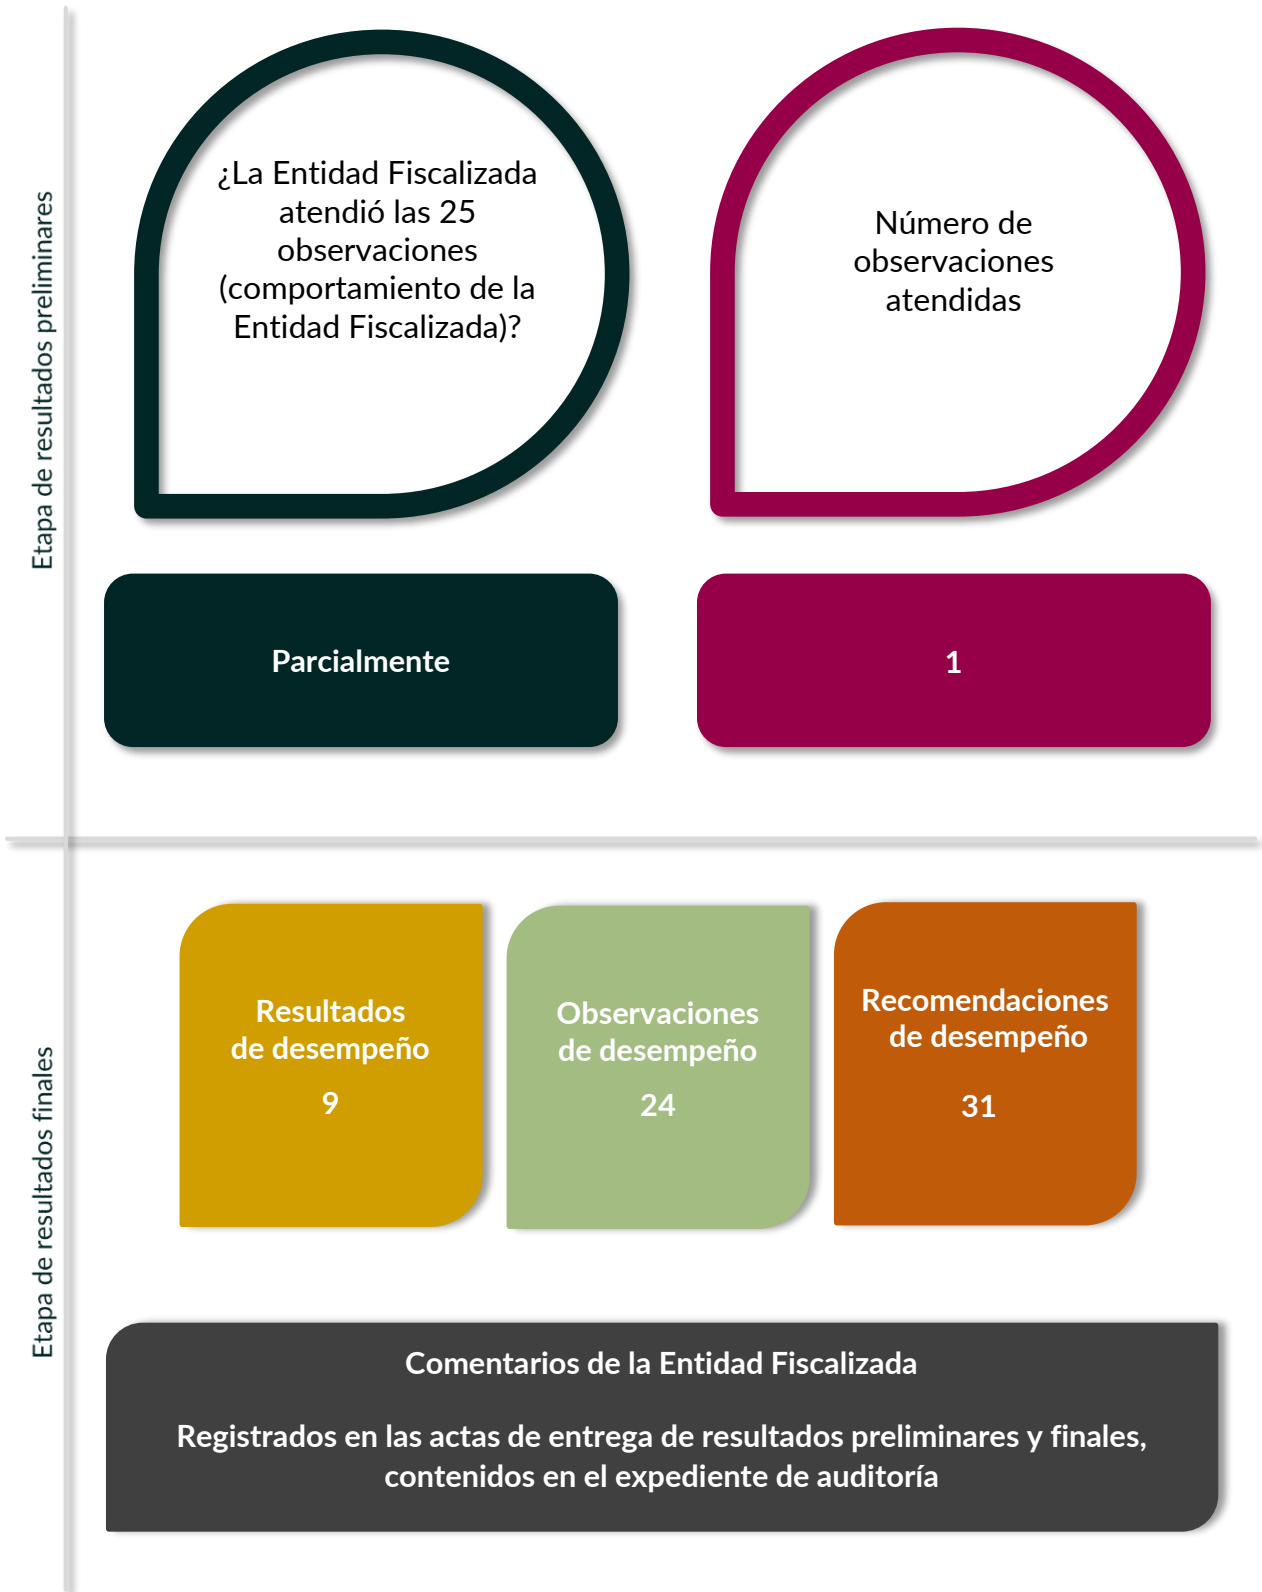 Etapa de resultados preliminares
¿La Entidad Fiscalizada
atendió las 25
observaciones
(comportamiento de la
Entidad Fiscalizada)?
Número de
observaciones
atendidas
Parcialmente
1
Etapa de resultados finales
Resultados
de desempeño
9
Observaciones
de desempeño
24
Recomendaciones
de desempeño
31
Comentarios de la Entidad Fiscalizada
Registrados en las actas de entrega de resultados preliminares y finales,
contenidos en el expediente de auditoría